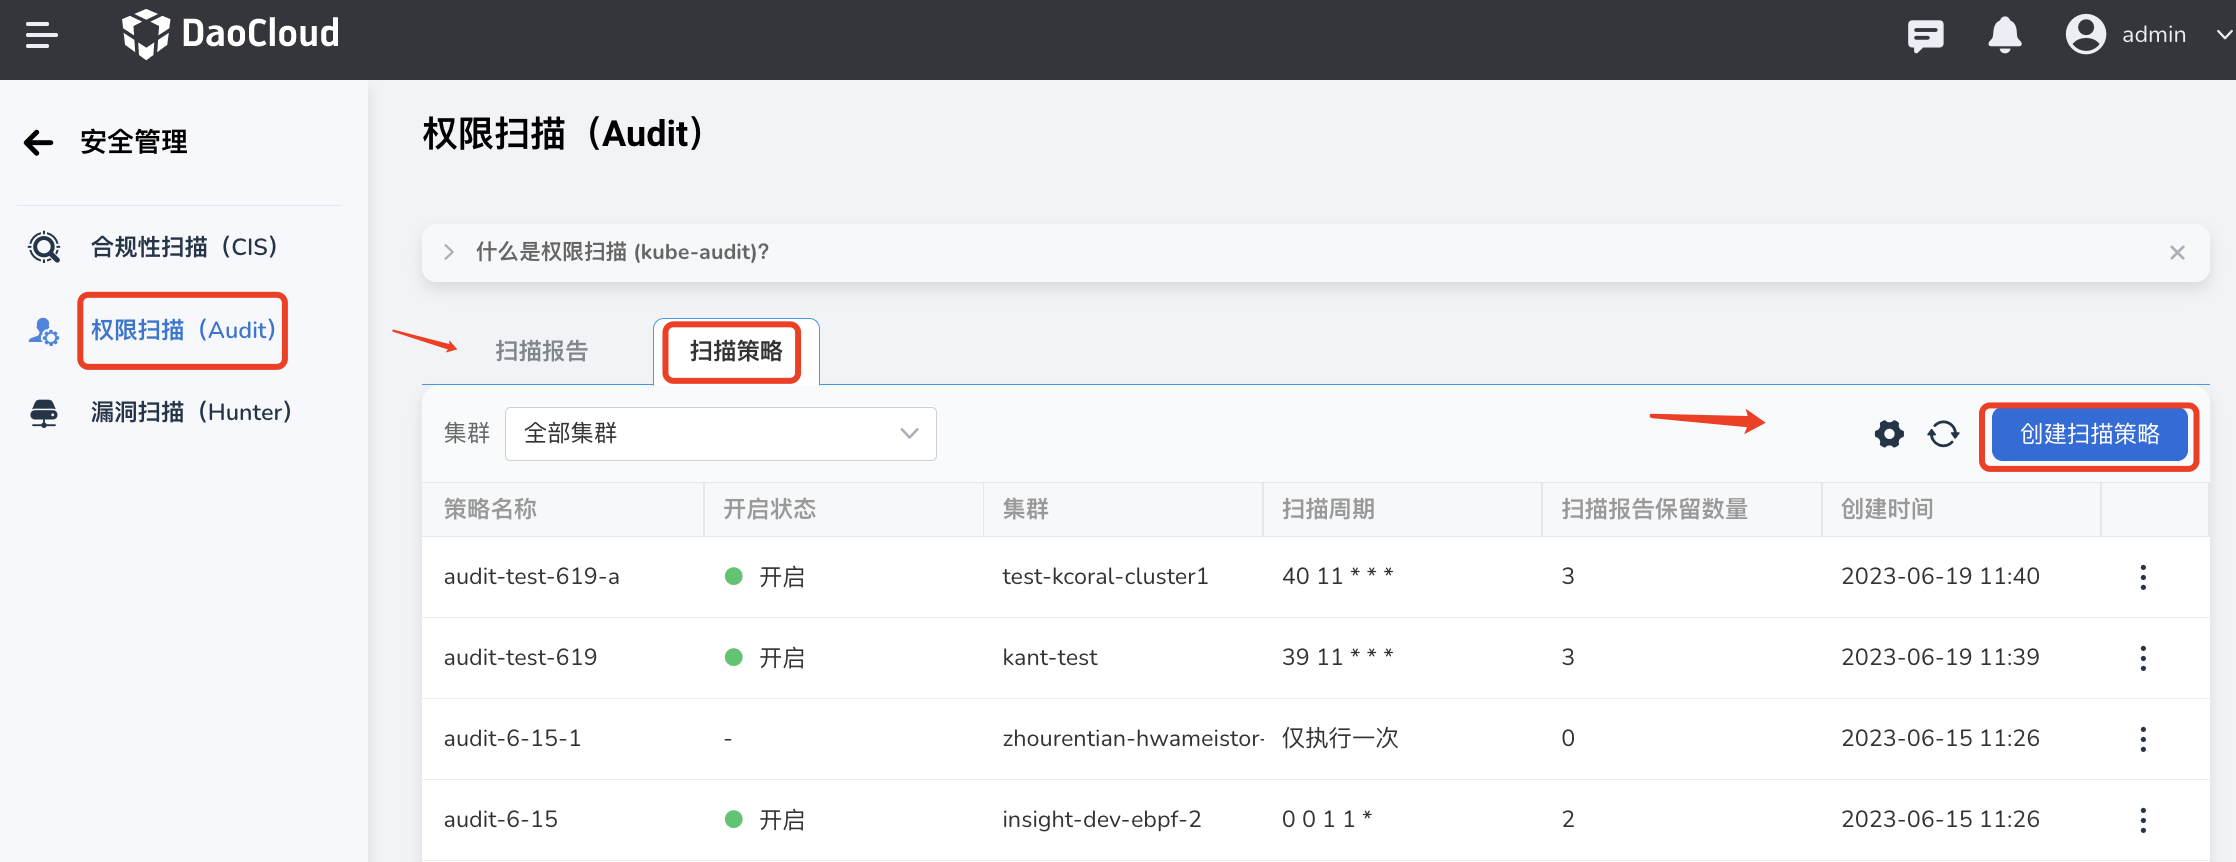 DaoCloud
admin
安全管理
合规性扫描（CIS）
权限扫描（Audit）
漏洞扫描（Hunter）
权限扫描（Audit）
什么是权限扫描 (kube-audit)?
扫描报告 扫描策略
集群 全部集群 创建扫描策略
策略名称 开启状态 集群 扫描周期 扫描报告保留数量 创建时间
audit-test-619-a 开启 test-kcoral-cluster1 40 11 * * * 3 2023-06-19 11:40
audit-test-619 开启 kant-test 39 11 * * * 3 2023-06-19 11:39
audit-6-15-1 - zhourentian-hwameistor- 仅执行一次 0 2023-06-15 11:26
audit-6-15 开启 insight-dev-ebpf-2 0 0 1 1 * 2 2023-06-15 11:26